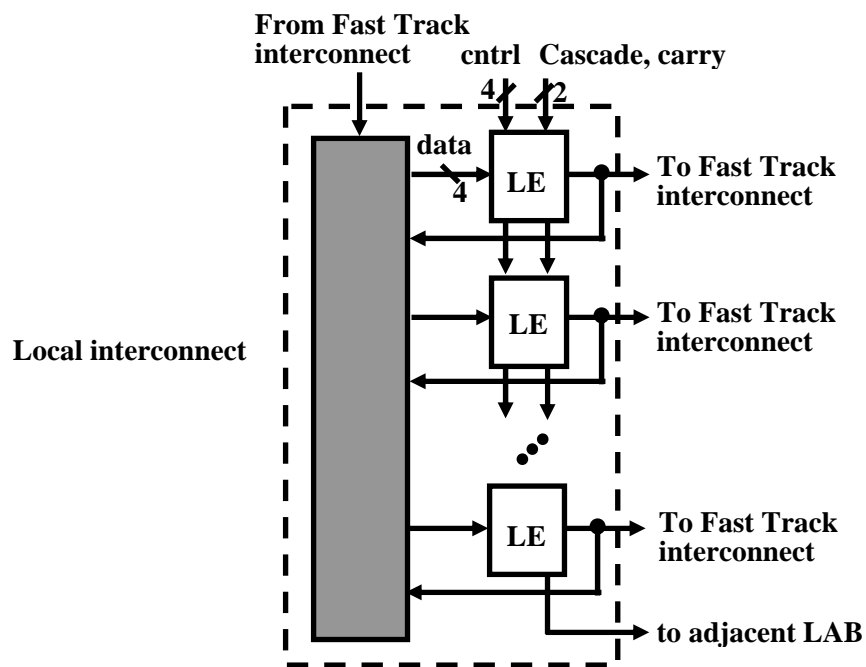 From Fast Track
interconnect
cntrl
Cascade, carry
4
2
data
4
LE
To Fast Track
interconnect
LE
To Fast Track
interconnect
Local interconnect
LE
To Fast Track
interconnect
to adjacent LAB